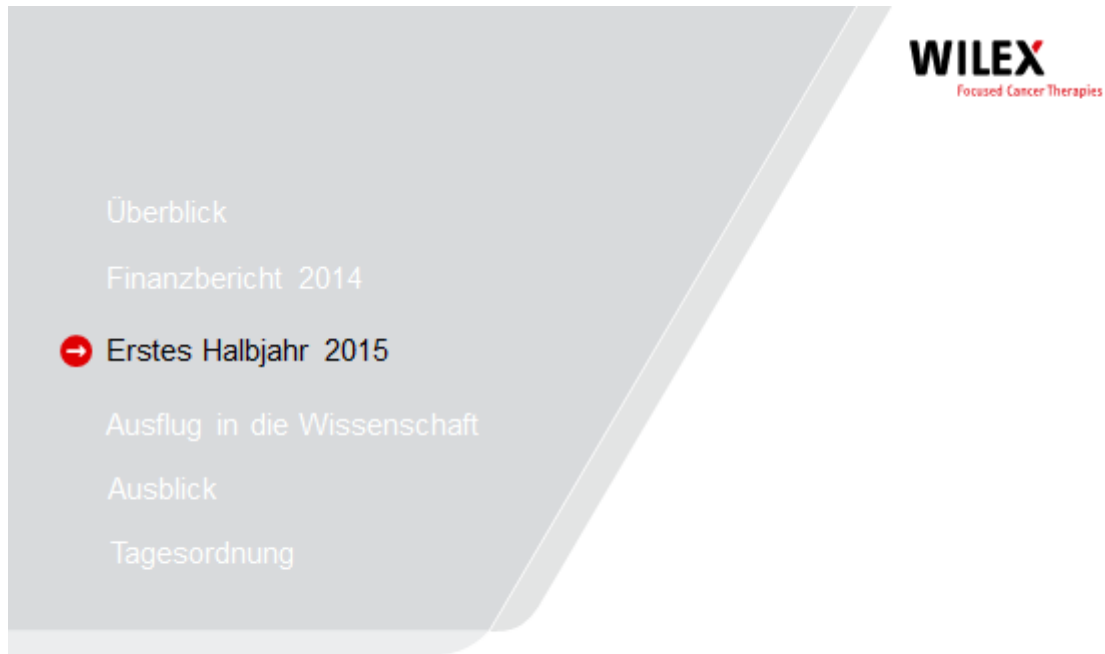 WILEX
Focused Cancer Therapies
Überblick
Finanzbericht 2014
Erstes Halbjahr 2015
Ausflug in die Wissenschaft
Ausblick
Tagesordnung